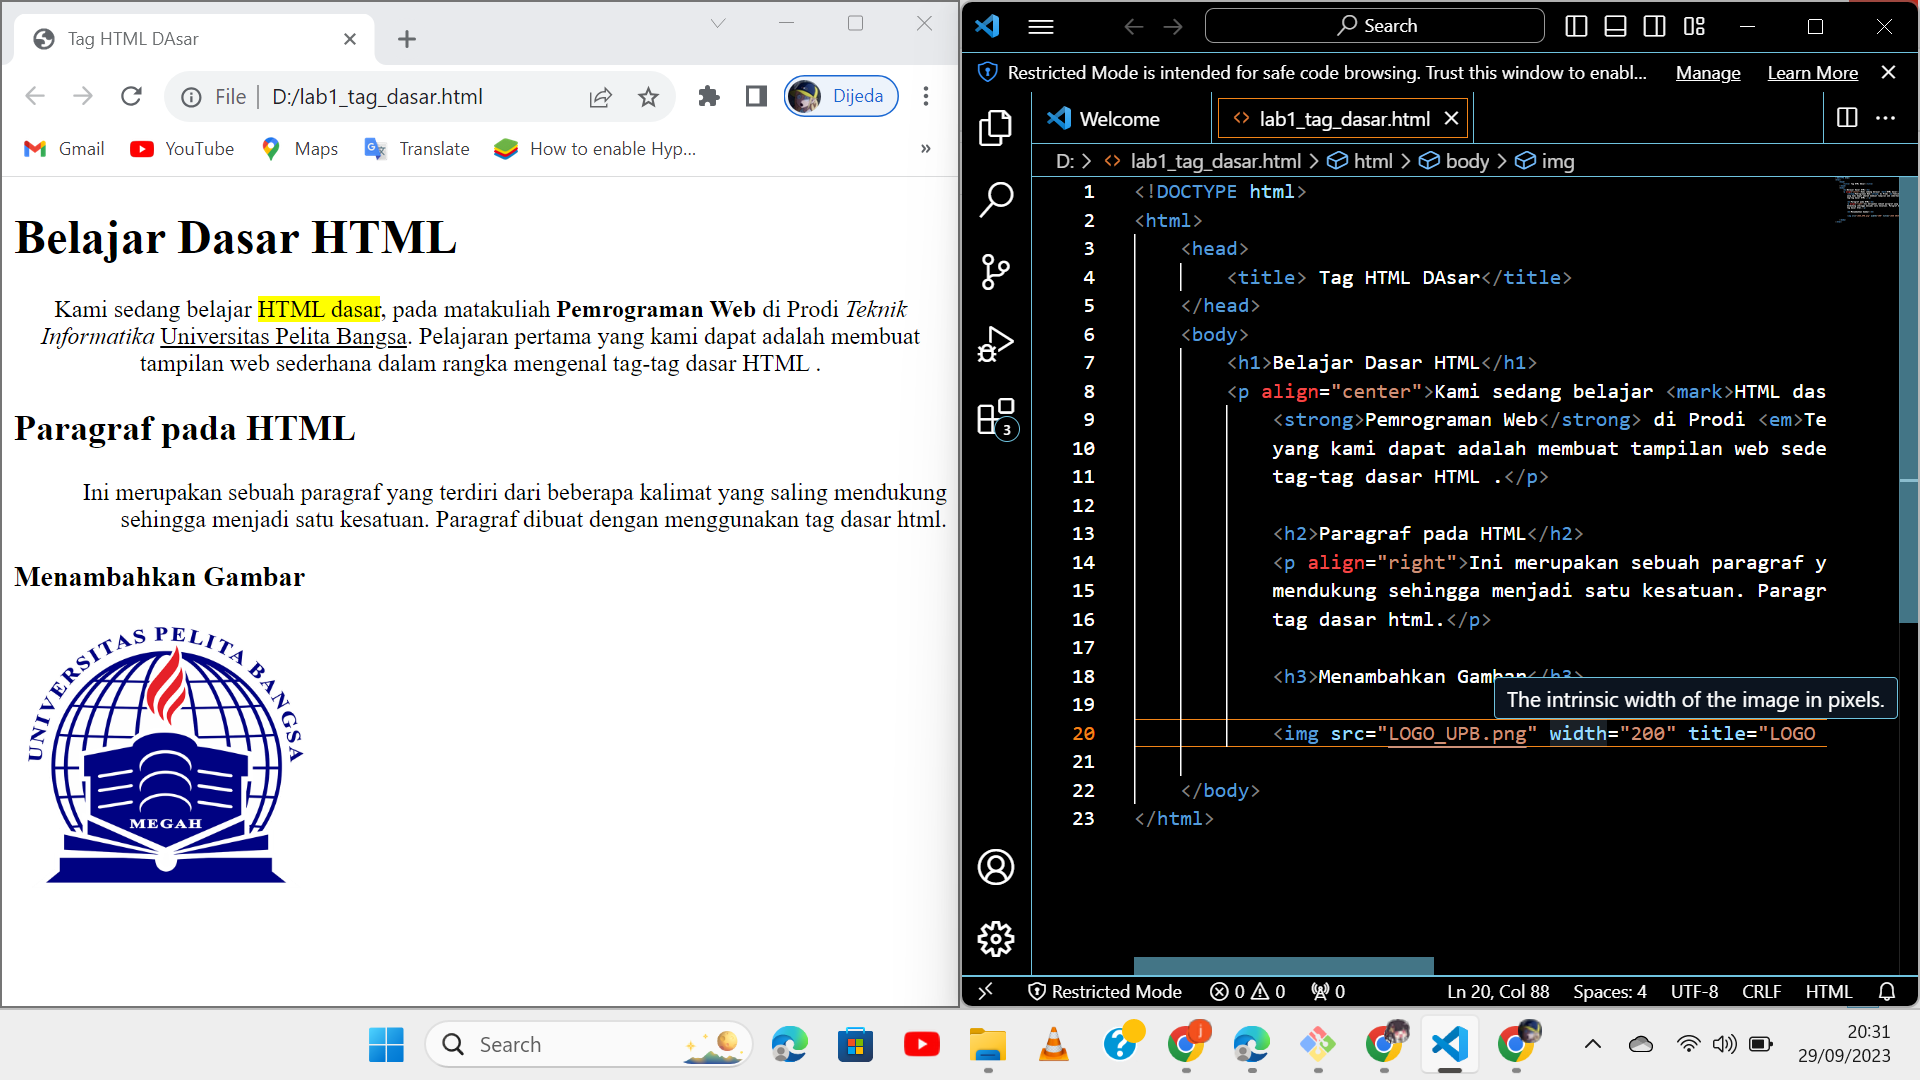 Tag HTML DAsar
File
D:/lab1_tag_dasar.html
Dijeda
Gmail
YouTube
Maps
Translate
How to enable Hyp...
»
Belajar Dasar HTML
Kami sedang belajar HTML dasar, pada matakuliah Pemrograman Web di Prodi Teknik
Informatika Universitas Pelita Bangsa. Pelajaran pertama yang kami dapat adalah membuat
tampilan web sederhana dalam rangka mengenal tag-tag dasar HTML .
Paragraf pada HTML
Ini merupakan sebuah paragraf yang terdiri dari beberapa kalimat yang saling mendukung
sehingga menjadi satu kesatuan. Paragraf dibuat dengan menggunakan tag dasar html.
Menambahkan Gambar
UNIVERSITAS PELITA BANGSA
MEGAH
Search
Restricted Mode is intended for safe code browsing. Trust this window to enabl...
Manage
Learn More
Welcome
lab1_tag_dasar.html
D: > lab1_tag_dasar.html > html > body > img
3
1 <!DOCTYPE html>
2 <html>
3 <head>
4 <title> Tag HTML DAsar</title>
5 </head>
6 <body>
7 <h1>Belajar Dasar HTML</h1>
8 <p align="center">Kami sedang belajar <mark>HTML das
9 <strong>Pemrograman Web</strong> di Prodi <em>Te
10 yang kami dapat adalah membuat tampilan web sede
11 tag-tag dasar HTML .</p>
12
13 <h2>Paragraf pada HTML</h2>
14 <p align="right">Ini merupakan sebuah paragraf y
15 mendukung sehingga menjadi satu kesatuan. Paragr
16 tag dasar html.</p>
17
18 <h3>Menambahkan Gambar</h3>
The intrinsic width of the image in pixels.
19
20 <img src="LOGO_UPB.png" width="200" title="LOGO
21
22 </body>
23 </html>
Restricted Mode
0
0
0
Ln 20, Col 88
Spaces: 4
UTF-8
CRLF
HTML
Search
j
20:31
29/09/2023